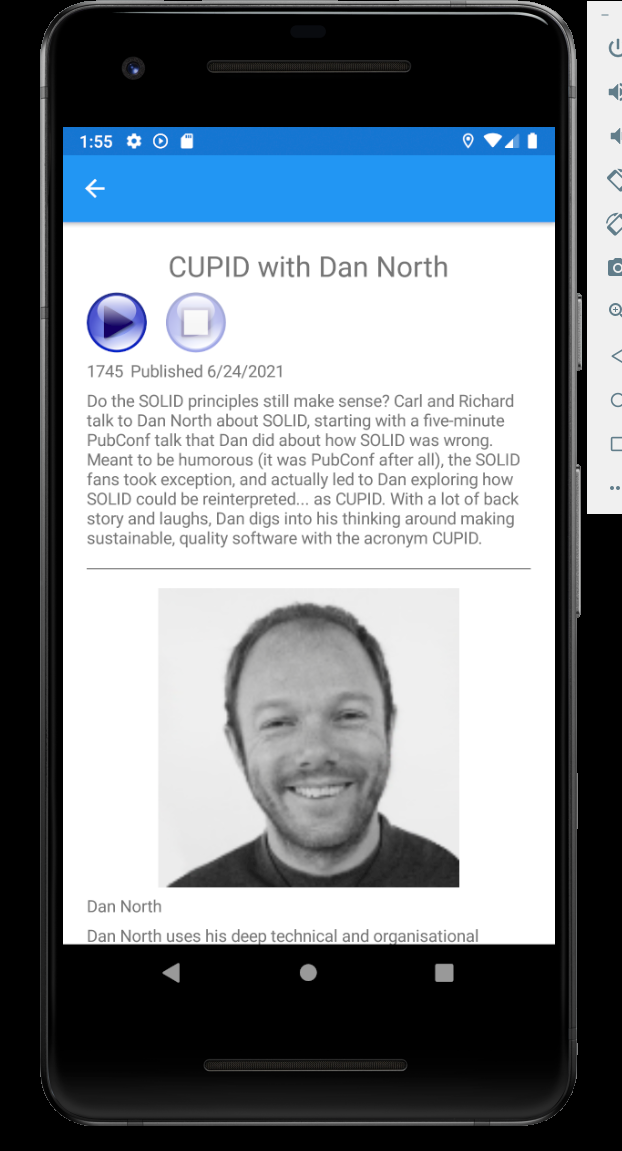 1:55
CUPID with Dan North
1745 Published 6/24/2021
Do the SOLID principles still make sense? Carl and Richard
talk to Dan North about SOLID, starting with a five-minute
PubConf talk that Dan did about how SOLID was wrong.
Meant to be humorous (it was PubConf after all), the SOLID
fans took exception, and actually led to Dan exploring how
SOLID could be reinterpreted... as CUPID. With a lot of back
story and laughs, Dan digs into his thinking around making
sustainable, quality software with the acronym CUPID.
Dan North
Dan North uses his deep technical and organisational